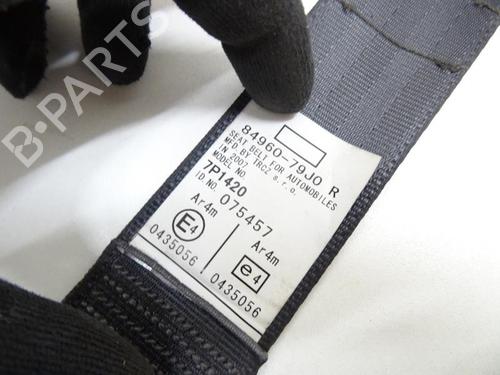 B-PARTS
84960-79J0 R
SEAT BELT FOR AUTOMOBILES
MFD BY TRCZ s.r.o.
IN 2007
MODEL NO.
7P1420
ID NO. 075457
Ar4m
E4
0435056
Ar4m
e4
0435056